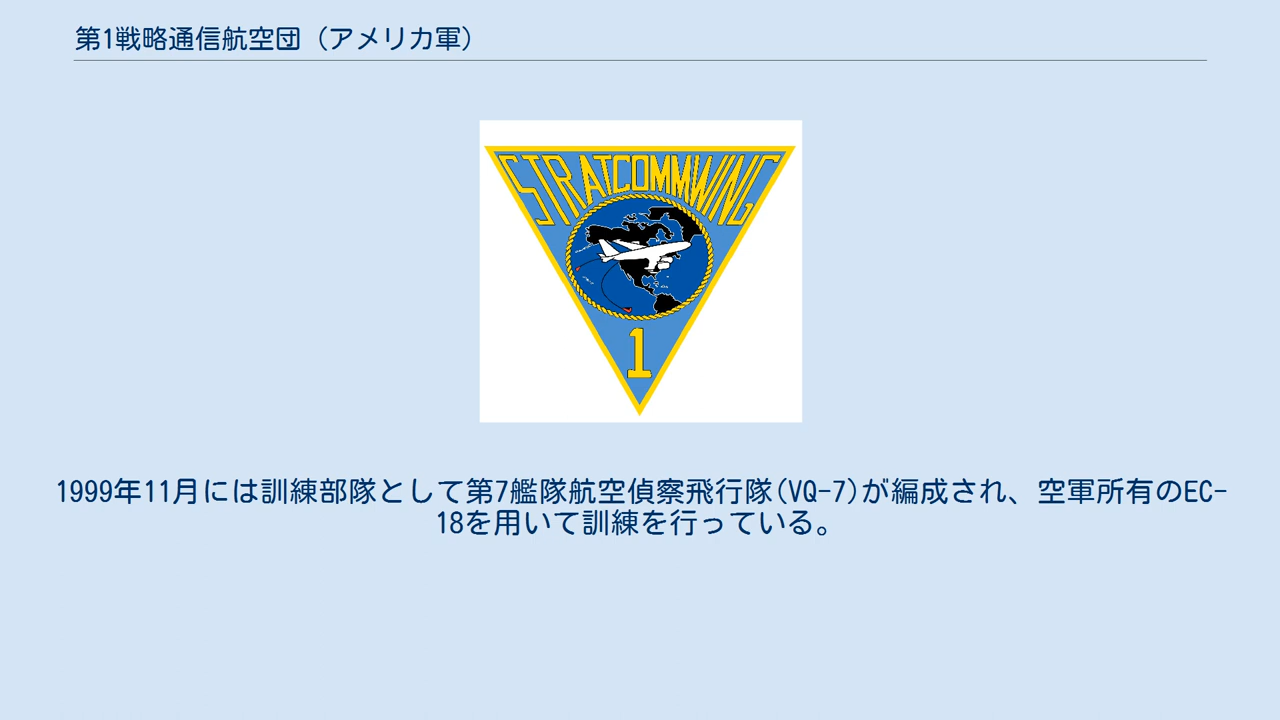 第1戦略通信航空団（アメリカ軍）
STRATCOMMWING
1
1999年11月には訓練部隊として第7艦隊航空偵察飛行隊(VQ-7)が編成され、空軍所有のEC-
18を用いて訓練を行っている。